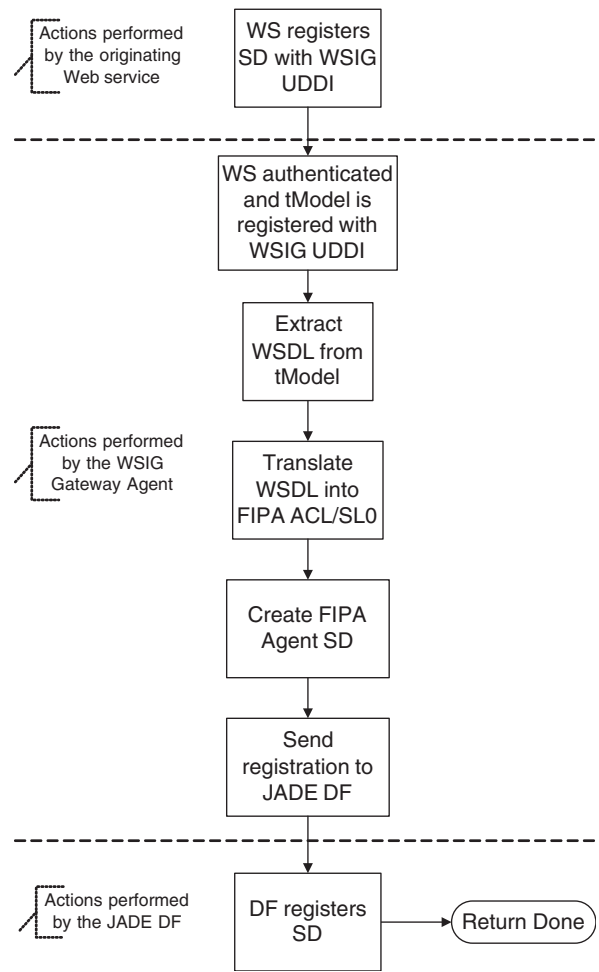 Actions performed
by the originating
Web service
WS registers
SD with WSIG
UDDI
WS authenticated
and tModel is
registered with
WSIG UDDI
Extract
WSDL from
tModel
Actions performed
by the WSIG
Gateway Agent
Translate
WSDL into
FIPA ACL/SL0
Create FIPA
Agent SD
Send
registration to
JADE DF
Actions performed
by the JADE DF
DF registers
SD
Return Done